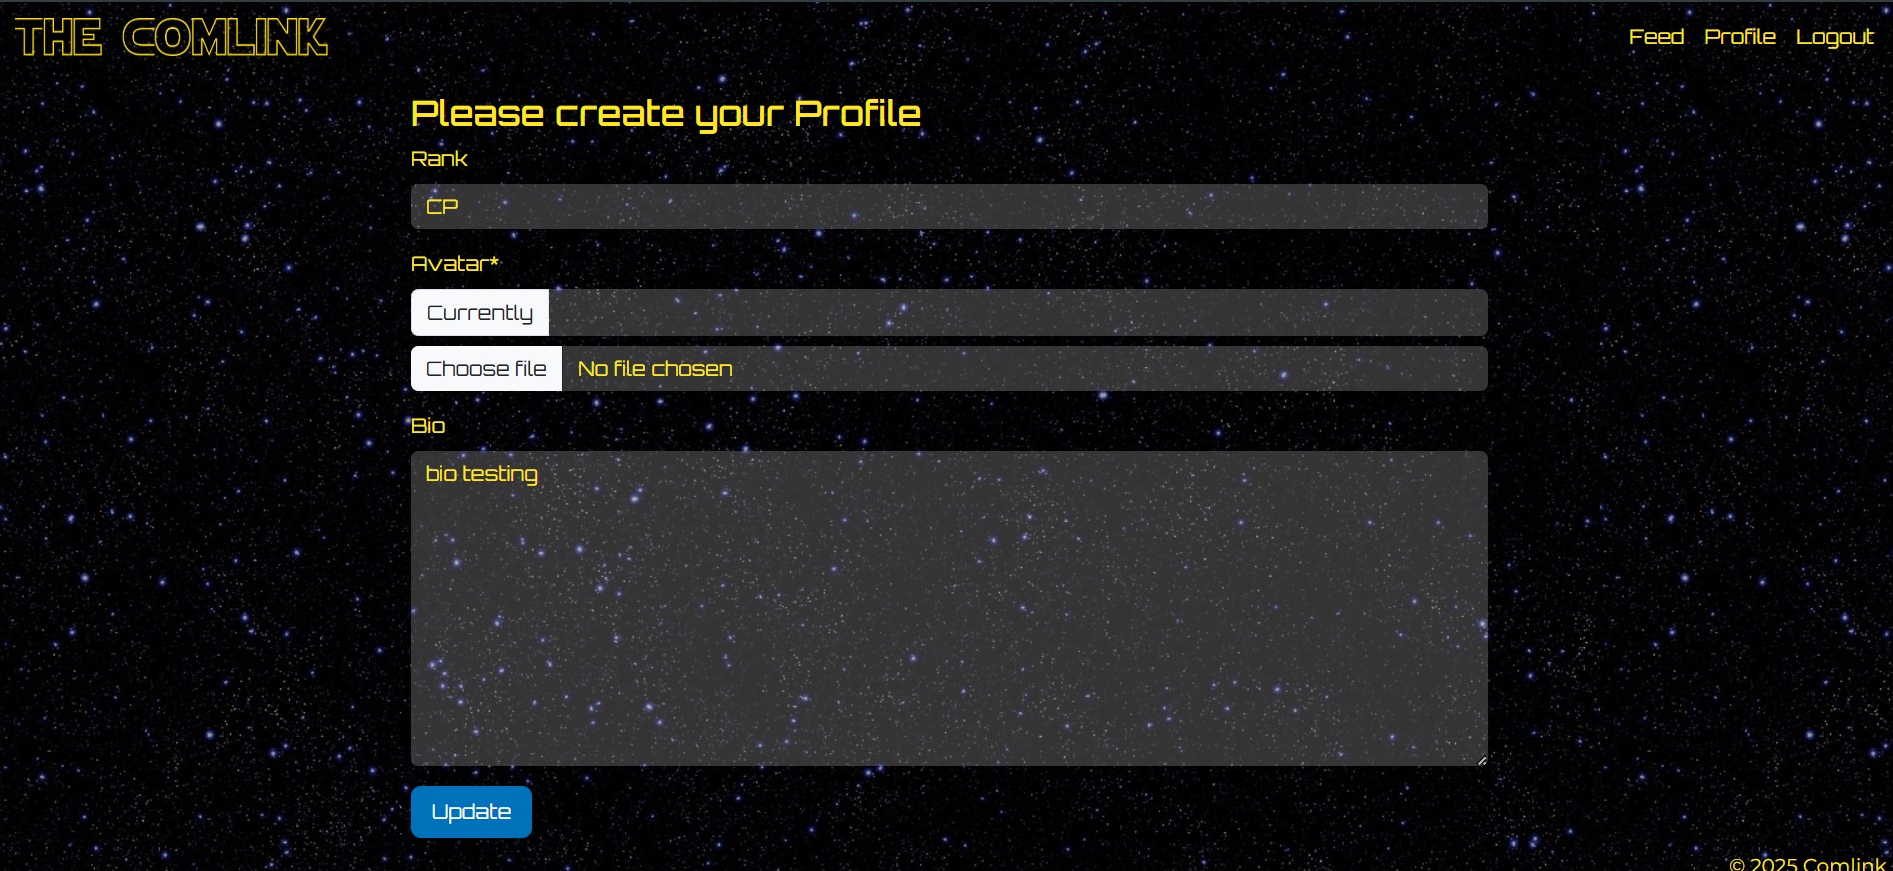 THE COMLINK
Feed Profile Logout
Please create your Profile
Rank
CP
Avatar*
Currently
Choose file No file chosen
Bio
bio testing
Update
© 2025 Comlink